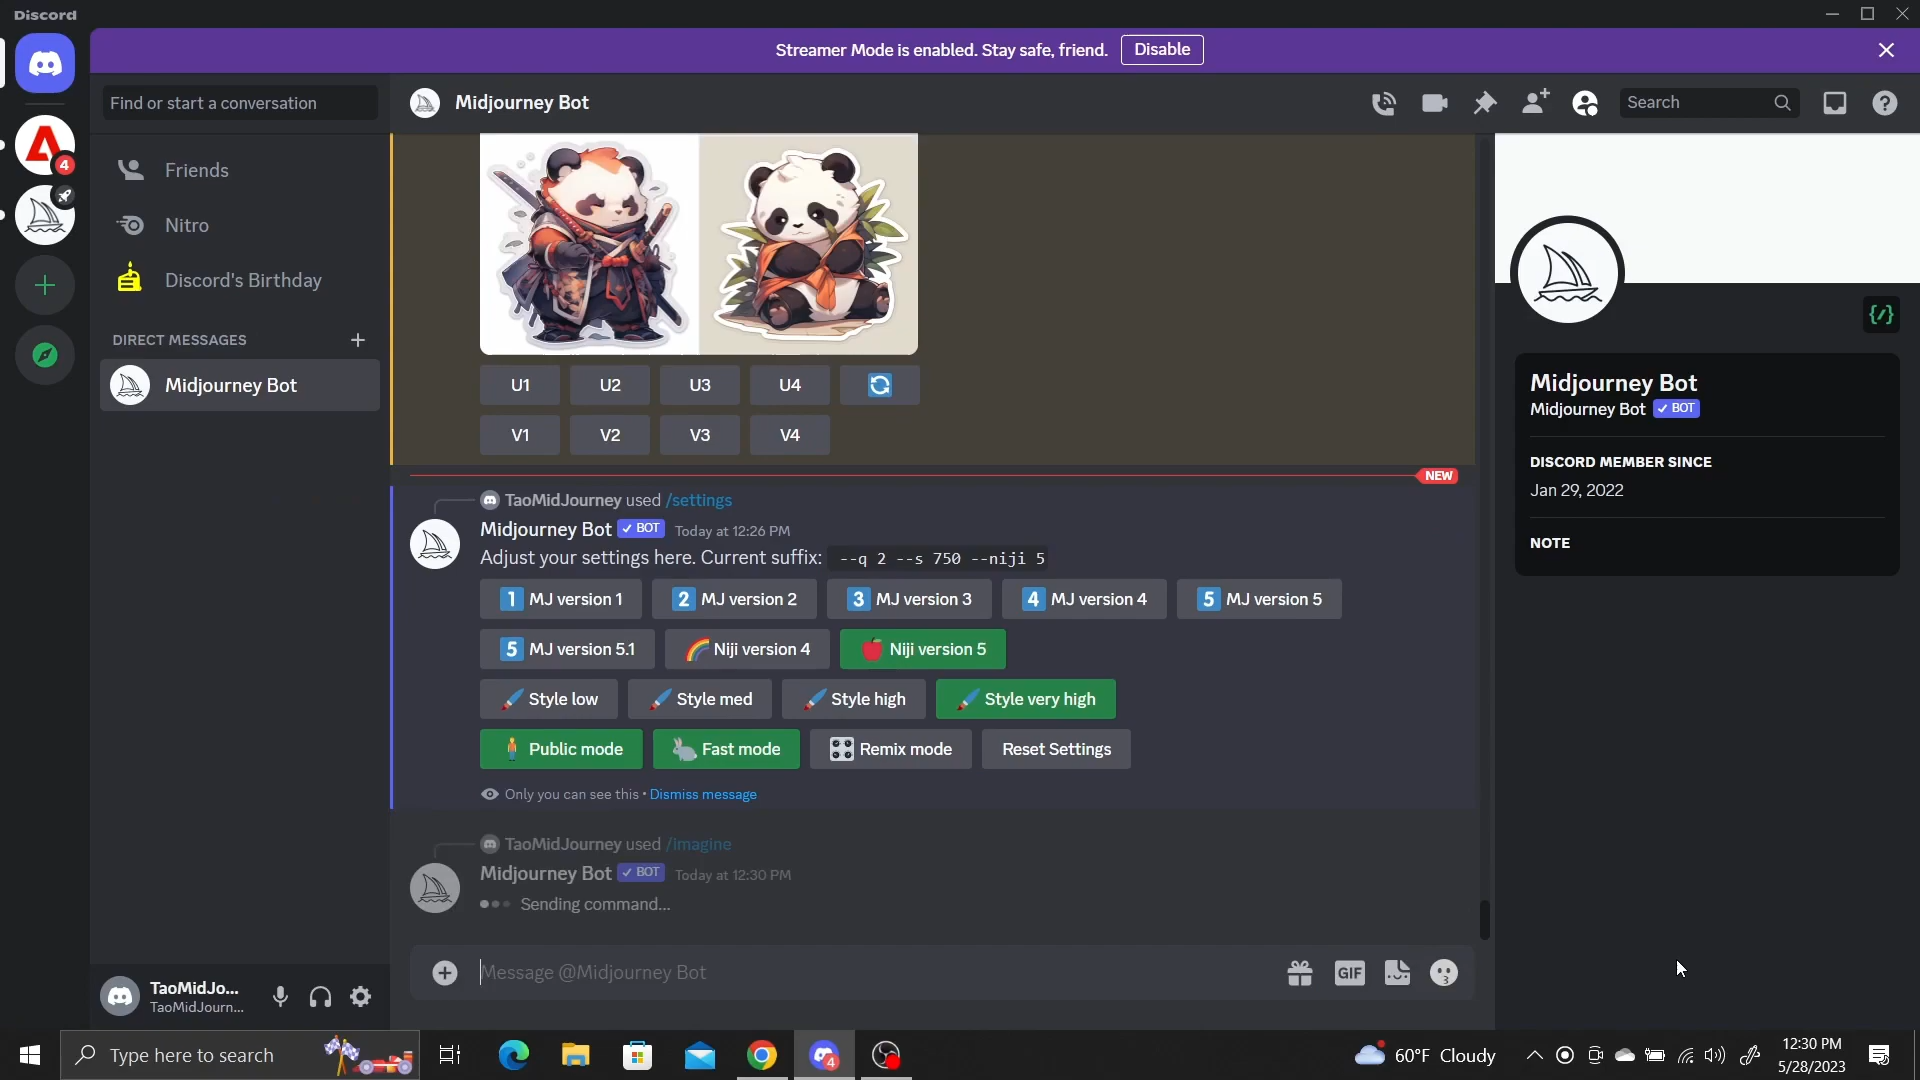 Discord
Streamer Mode is enabled. Stay safe, friend. Disable
Find or start a conversation
Midjourney Bot
Search
4
Friends
Nitro
Discord's Birthday
DIRECT MESSAGES
Midjourney Bot
U1 U2 U3 U4
V1 V2 V3 V4
NEW
TaoMidJourney used /settings
Midjourney Bot BOT Today at 12:26 PM
Adjust your settings here. Current suffix: --q 2 --s 750 --niji 5
1 MJ version 1 2 MJ version 2 3 MJ version 3 4 MJ version 4 5 MJ version 5
5 MJ version 5.1 Niji version 4 Niji version 5
Style low Style med Style high Style very high
Public mode Fast mode Remix mode Reset Settings
Only you can see this • Dismiss message
TaoMidJourney used /imagine
Midjourney Bot BOT Today at 12:30 PM
Sending command...
Message @Midjourney Bot
GIF
Midjourney Bot
Midjourney Bot BOT
DISCORD MEMBER SINCE
Jan 29, 2022
NOTE
TaoMidJo...
TaoMidJourn...
Type here to search
4
60°F Cloudy
12:30 PM
5/28/2023